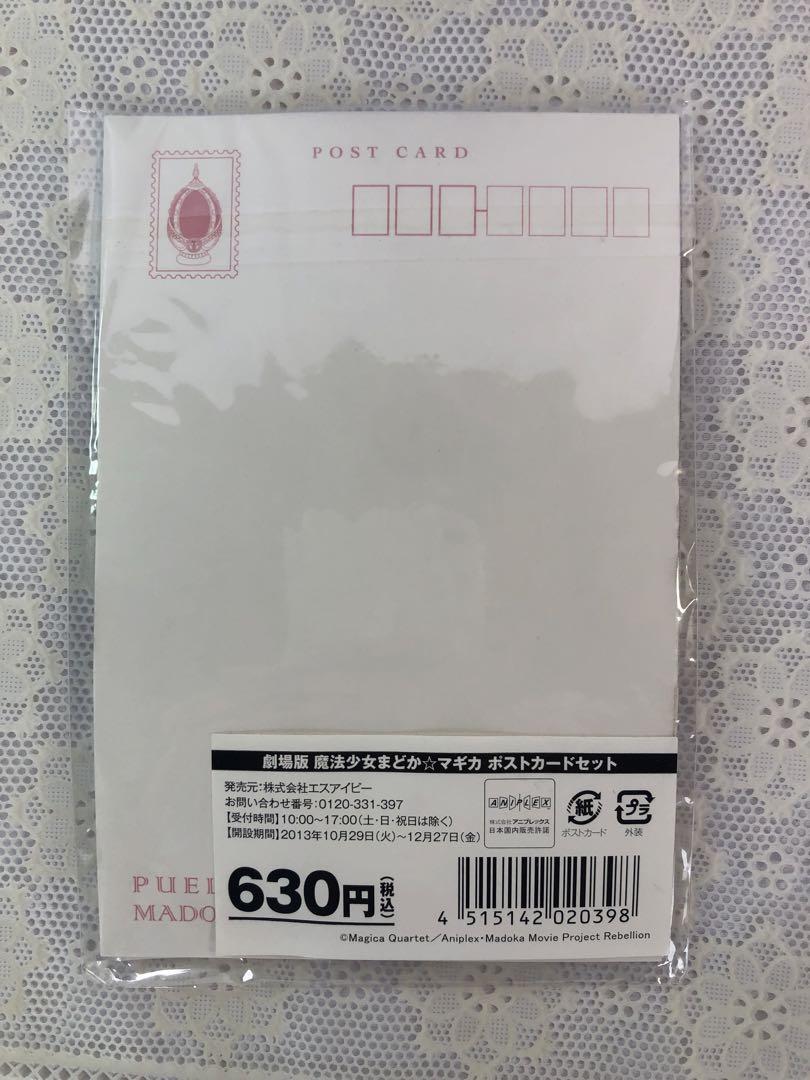 POST CARD
PUEL
MADO
劇場版 魔法少女まどか☆マギカ ポストカードセット
発売元:株式会社エスアイピー
お問い合わせ番号:0120-331-397
【受付時間】10:00～17:00(土・日・祝日は除く)
【開設期間】2013年10月29日(火)～12月27日(金)
ANIPLEX
株式会社アニプレックス
日本国内販売許諾
紙
ポストカード
プラ
外装
630円(税込)
4 515142 020398
©Magica Quartet／Aniplex・Madoka Movie Project Rebellion